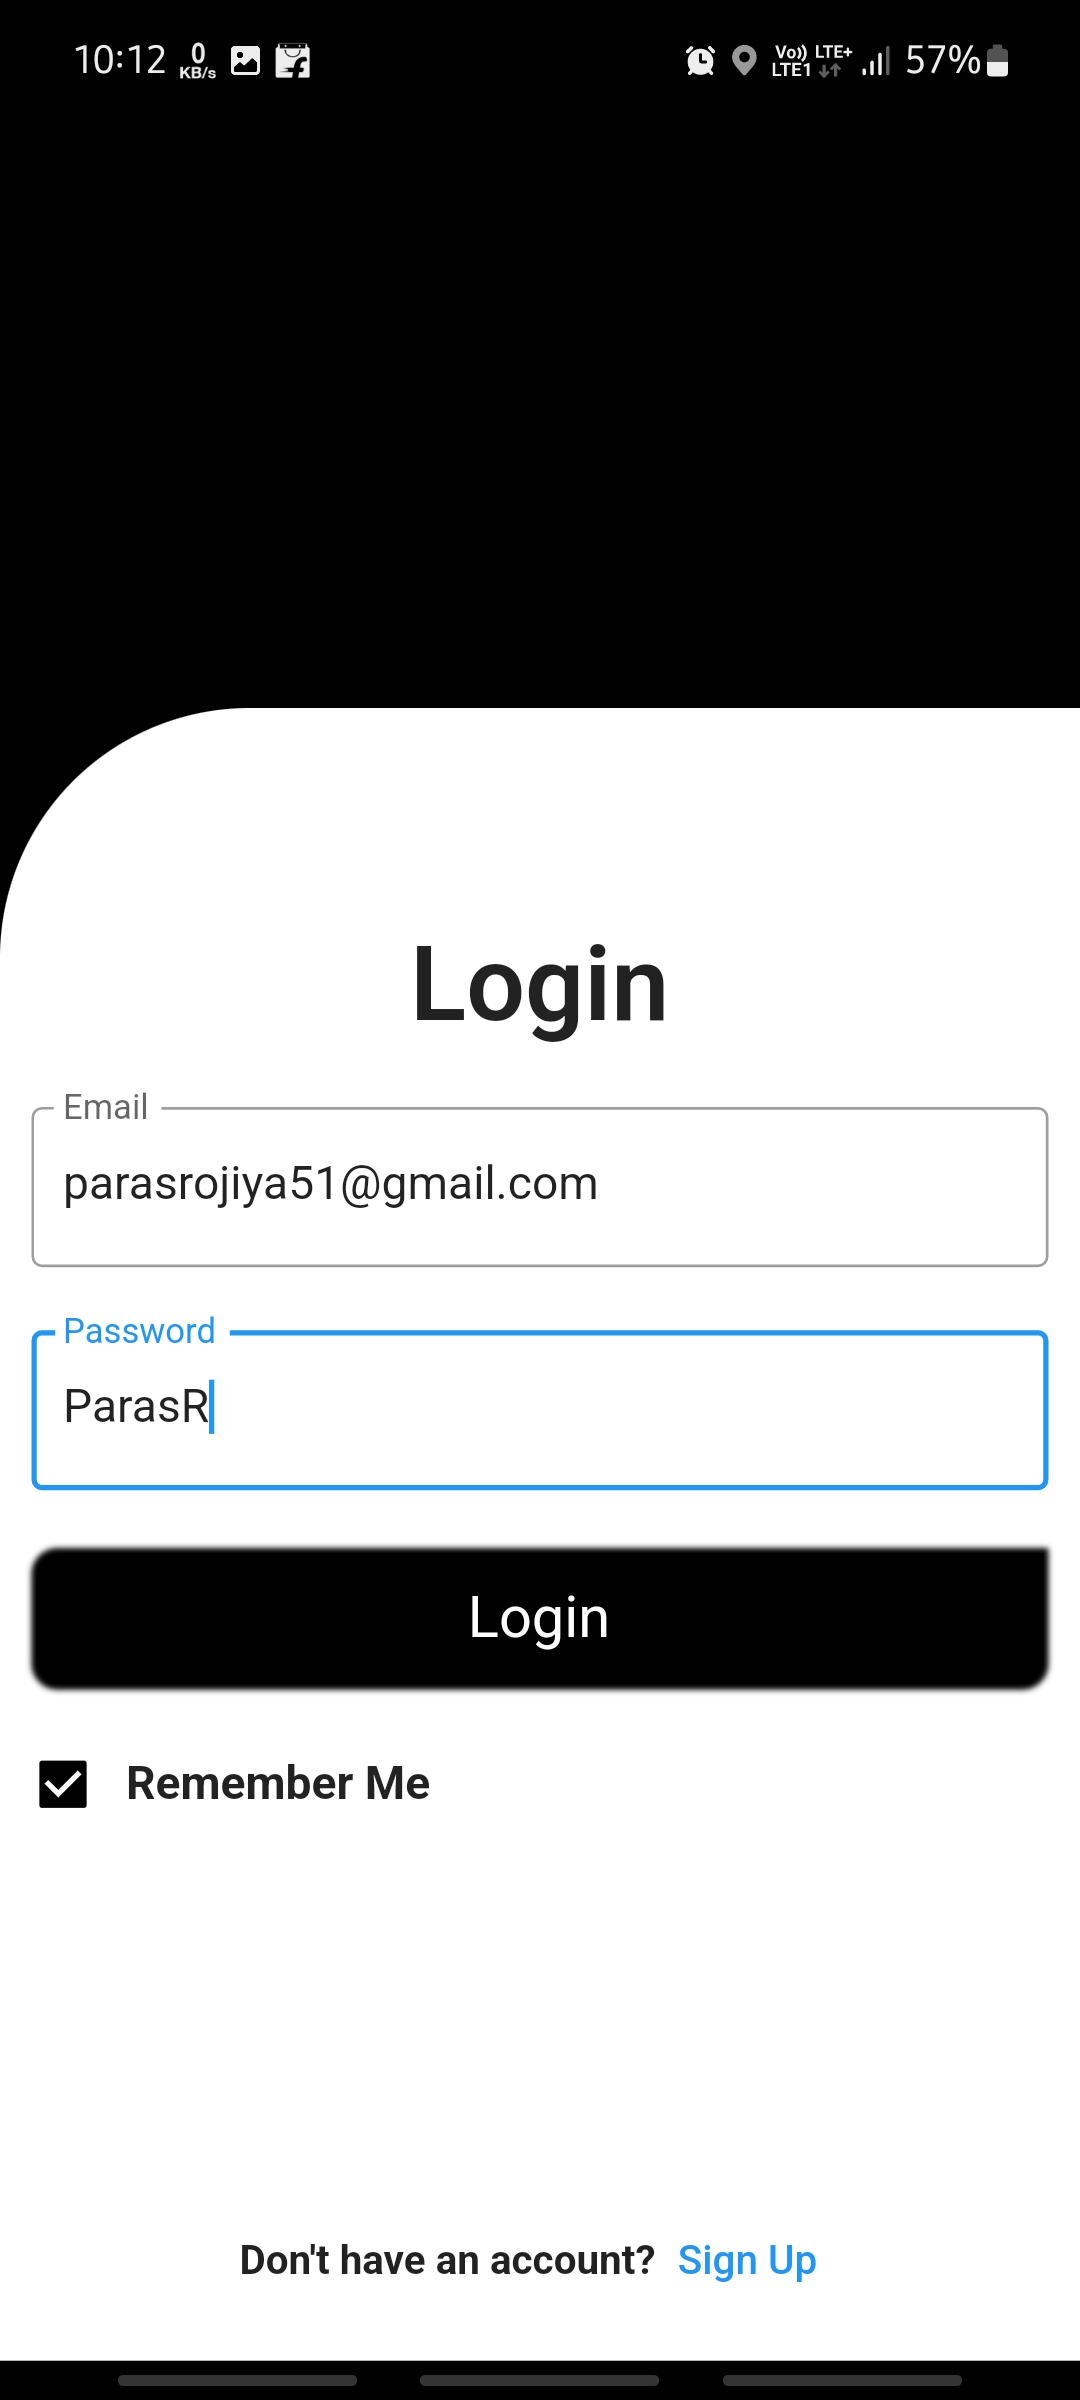 10:12 0 KB/s Vo)) LTE1 LTE+ 57%
Login
Email
parasrojiya51@gmail.com
Password
ParasR
Login
Remember Me
Don't have an account? Sign Up